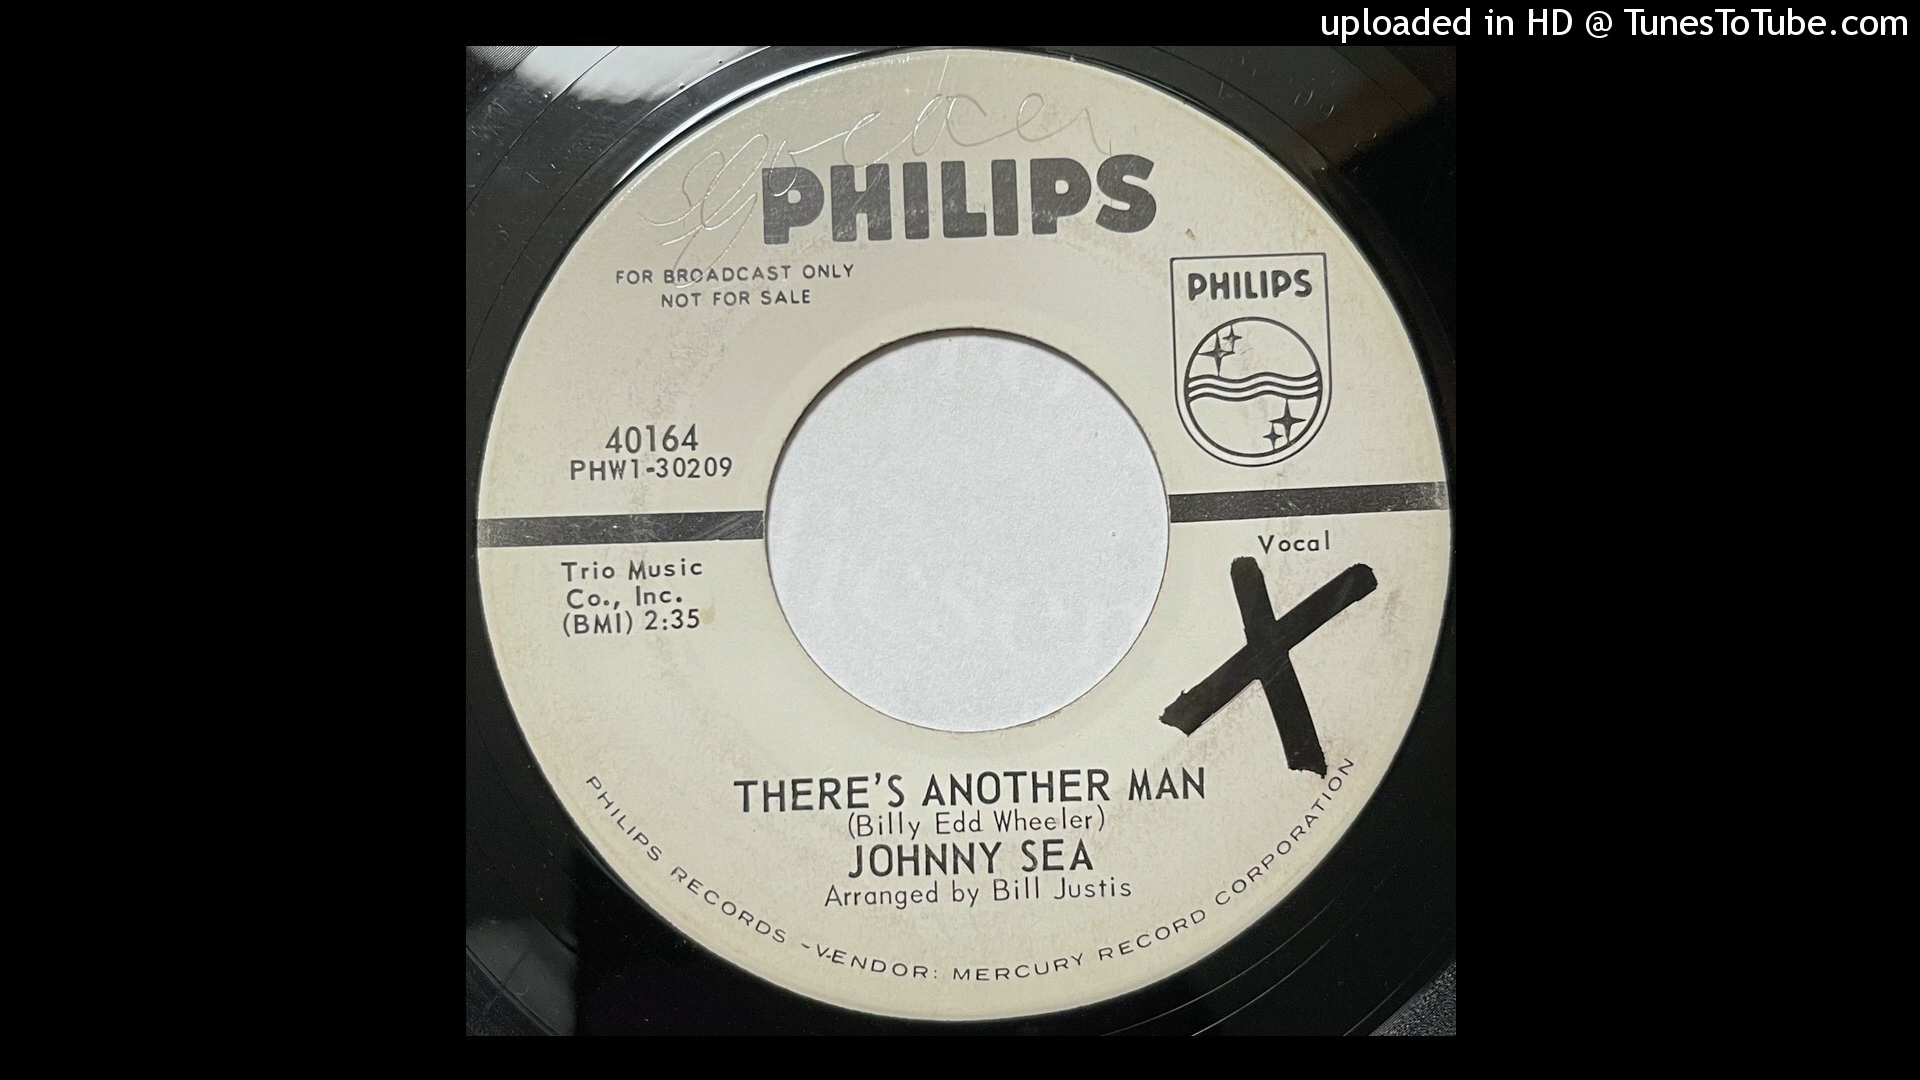 uploaded in HD @ TunesToTube.com
PHILIPS
FOR BROADCAST ONLY
NOT FOR SALE
PHILIPS
40164
PHW1-30209
Vocal
Trio Music
Co., Inc.
(BMI) 2:35
X
THERE'S ANOTHER MAN
(Billy Edd Wheeler)
JOHNNY SEA
Arranged by Bill Justis
PHILIPS RECORDS - VENDOR: MERCURY RECORD CORPORATION